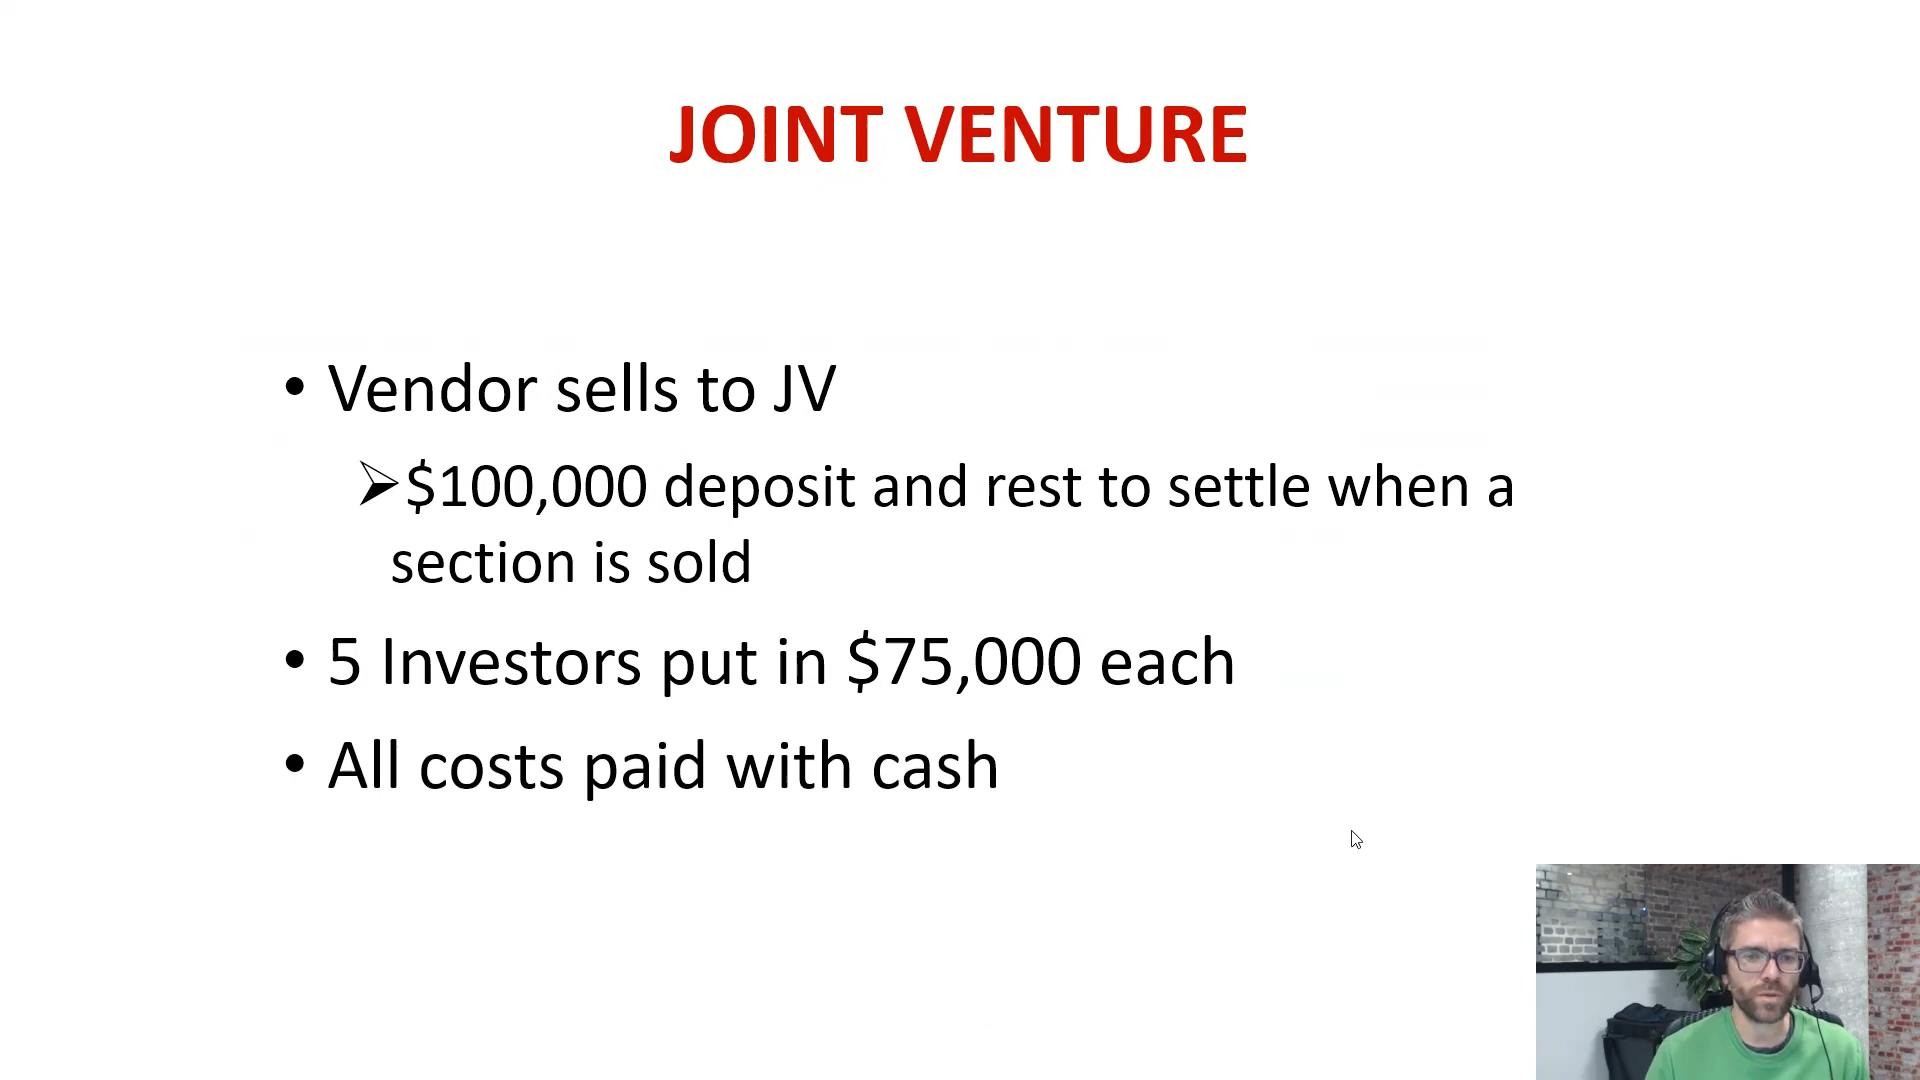 JOINT VENTURE
• Vendor sells to JV
➢$100,000 deposit and rest to settle when a
section is sold
• 5 Investors put in $75,000 each
• All costs paid with cash